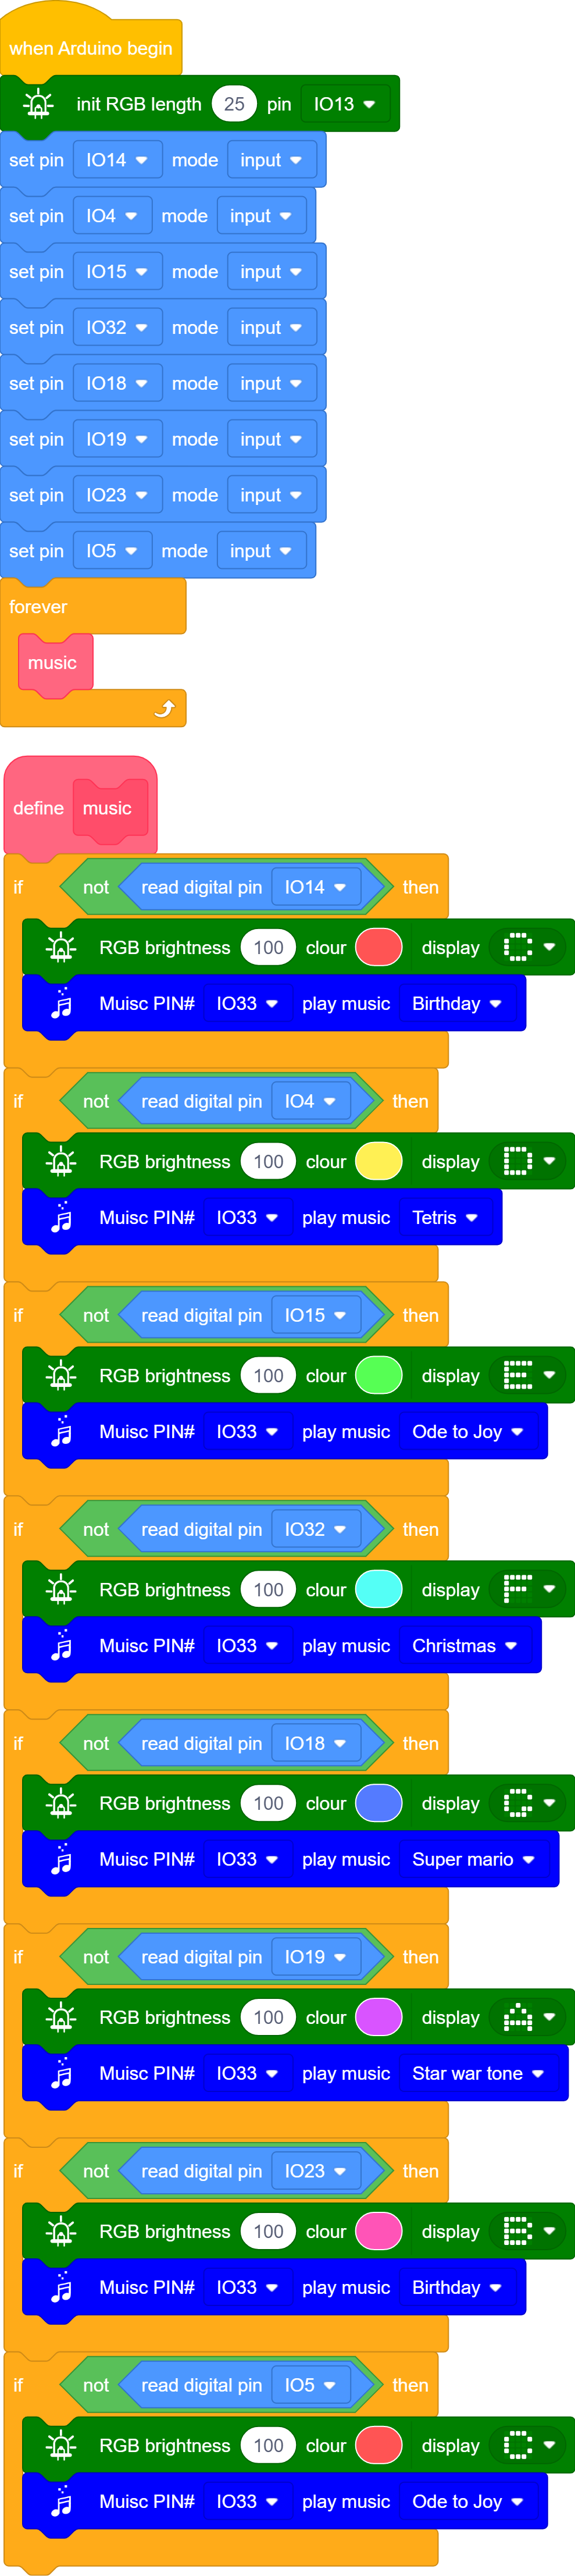 when Arduino begin
init RGB length 25 pin IO13
set pin IO14 mode input
set pin IO4 mode input
set pin IO15 mode input
set pin IO32 mode input
set pin IO18 mode input
set pin IO19 mode input
set pin IO23 mode input
set pin IO5 mode input
forever
music
define music
if not read digital pin IO14 then
RGB brightness 100 clour display C
Muisc PIN# IO33 play music Birthday
if not read digital pin IO4 then
RGB brightness 100 clour display D
Muisc PIN# IO33 play music Tetris
if not read digital pin IO15 then
RGB brightness 100 clour display E
Muisc PIN# IO33 play music Ode to Joy
if not read digital pin IO32 then
RGB brightness 100 clour display F
Muisc PIN# IO33 play music Christmas
if not read digital pin IO18 then
RGB brightness 100 clour display G
Muisc PIN# IO33 play music Super mario
if not read digital pin IO19 then
RGB brightness 100 clour display A
Muisc PIN# IO33 play music Star war tone
if not read digital pin IO23 then
RGB brightness 100 clour display B
Muisc PIN# IO33 play music Birthday
if not read digital pin IO5 then
RGB brightness 100 clour display C
Muisc PIN# IO33 play music Ode to Joy